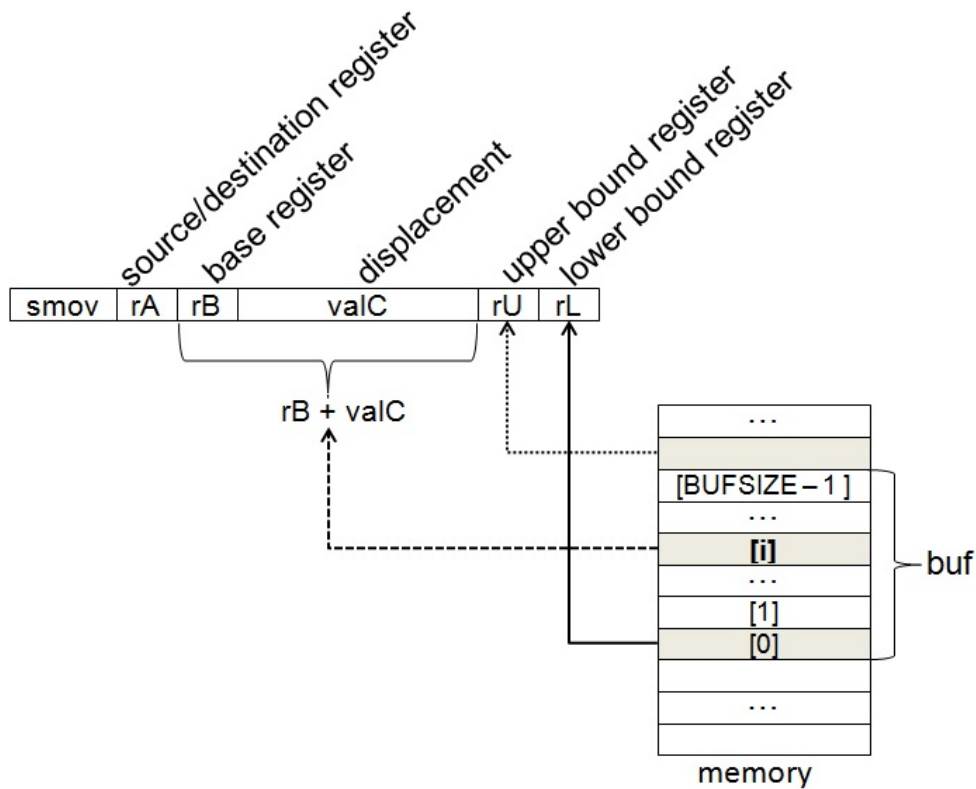 source/destination register
base register
displacement
upper bound register
lower bound register
smov rA rB valC rU rL
rB + valC
...
[BUFSIZE – 1 ]
...
[i]
...
[1]
[0]
buf
...
memory